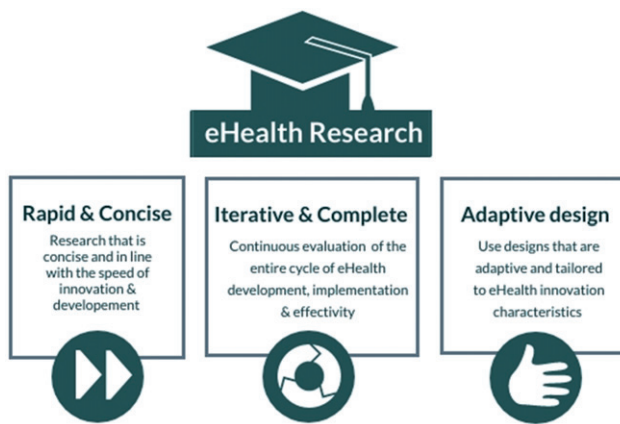 eHealth Research
Rapid & Concise
Research that is
concise and in line
with the speed of
innovation &
developement
Iterative & Complete
Continuous evaluation of the
entire cycle of eHealth
development, implementation
& effectivity
Adaptive design
Use designs that are
adaptive and tailored
to eHealth innovation
characteristics